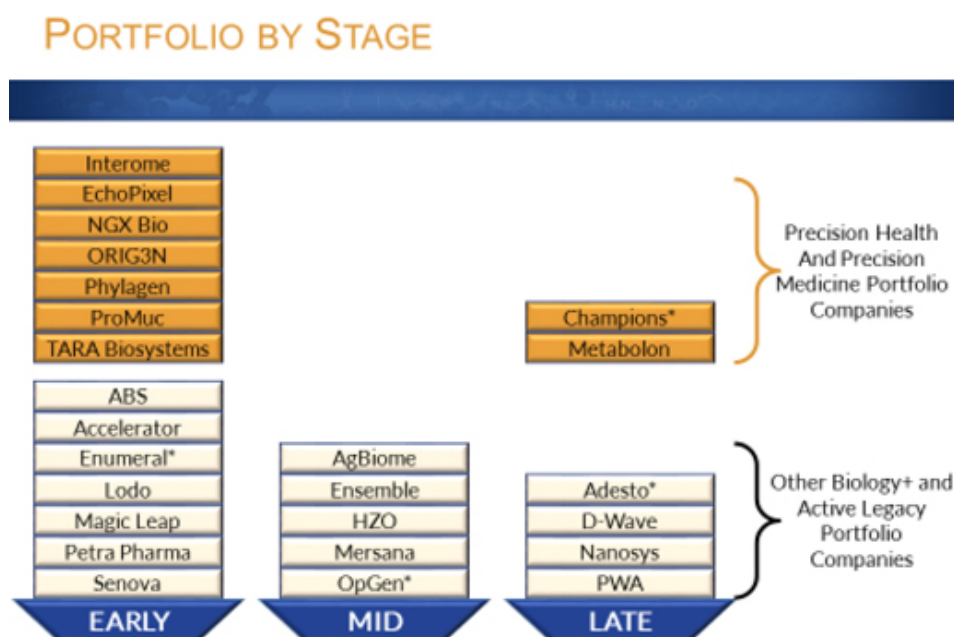 PORTFOLIO BY STAGE
Interome
EchoPixel
NGX Bio
ORIG3N
Phylagen
ProMuc
TARA Biosystems
Champions*
Metabolon
Precision Health
And Precision
Medicine Portfolio
Companies
ABS
Accelerator
Enumeral*
Lodo
Magic Leap
Petra Pharma
Senova
AgBiome
Ensemble
HZO
Mersana
OpGen*
Adesto*
D-Wave
Nanosys
PWA
Other Biology+ and
Active Legacy
Portfolio
Companies
EARLY
MID
LATE